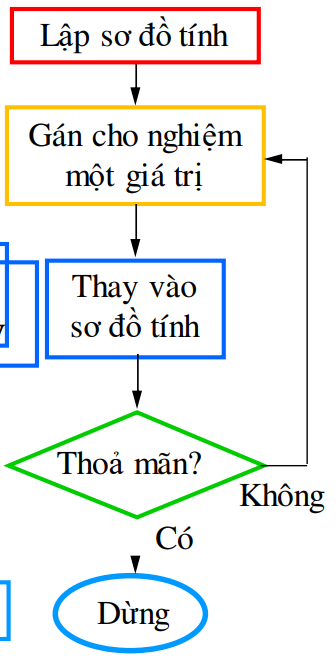 Lập sơ đồ tính
Gán cho nghiệm
một giá trị
Thay vào
sơ đồ tính
Thoả mãn?
Không
Có
Dừng